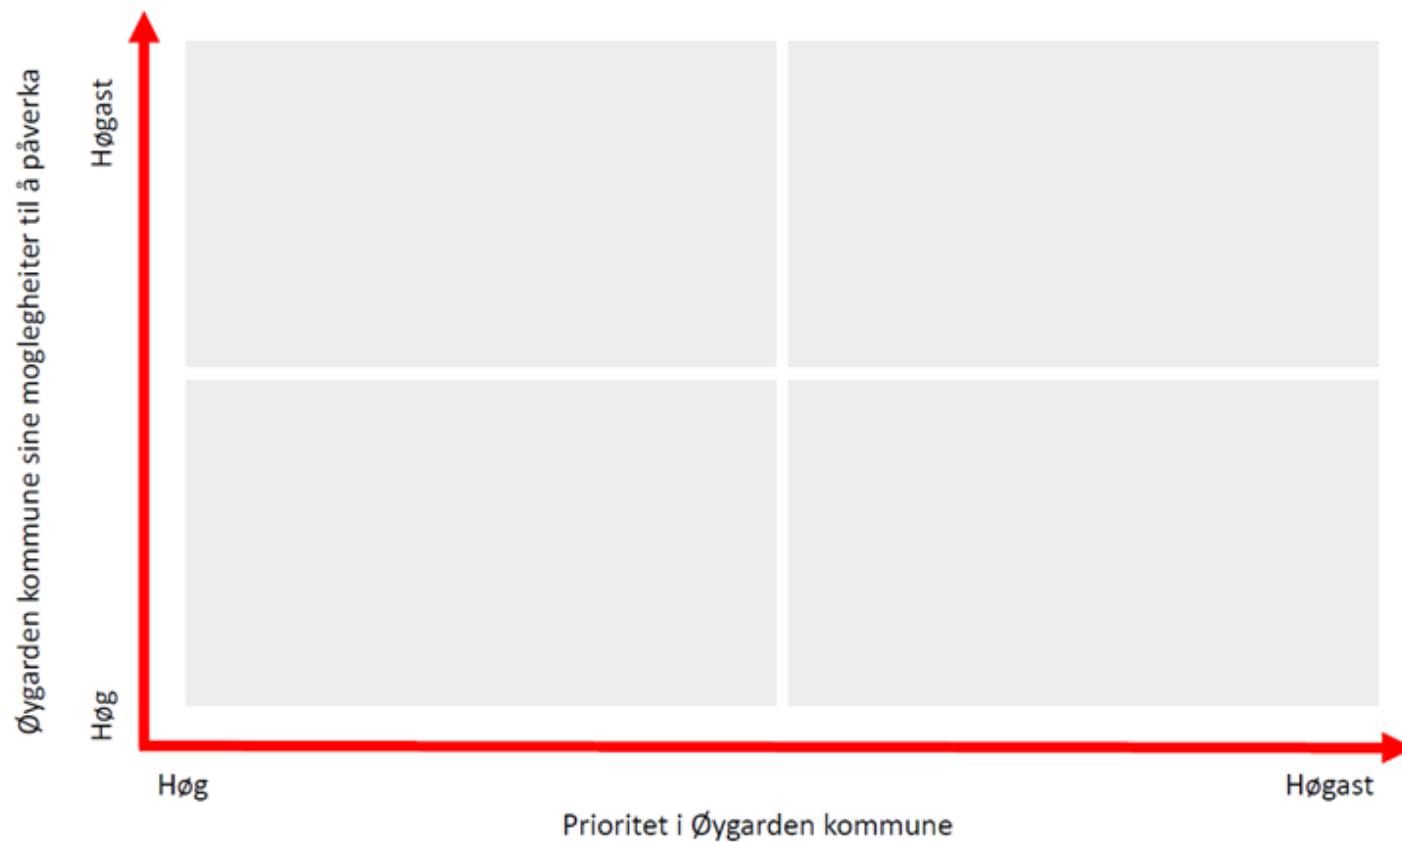 Øygarden kommune sine moglegheiter til å påverka
Høgast
Høg
Høg
Høgast
Prioritet i Øygarden kommune